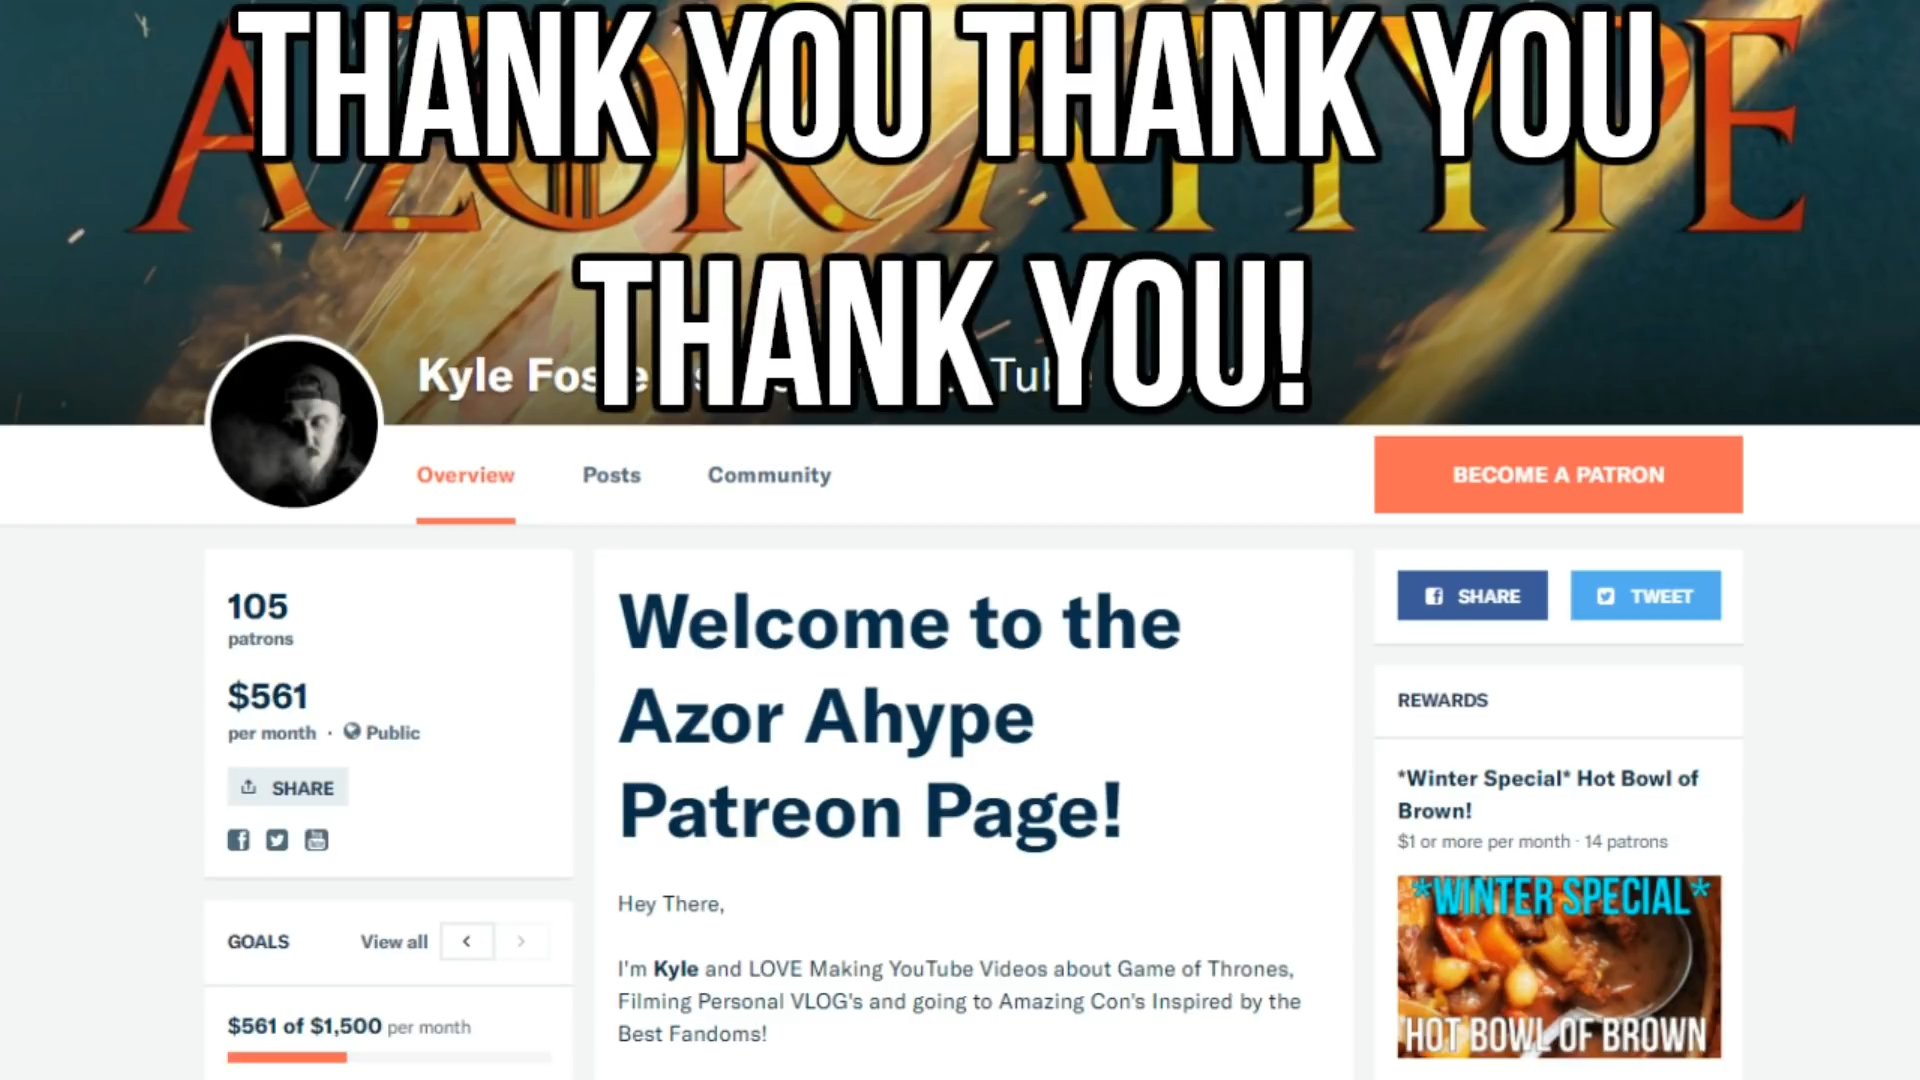 THANK YOU THANK YOU
THANK YOU!
AZOR AHYPE
Kyle
Overview
Posts
Community
BECOME A PATRON
105
patrons
$561
per month · Public
SHARE
GOALS
View all
$561 of $1,500 per month
Welcome to the
Azor Ahype
Patreon Page!
Hey There,
I'm Kyle and LOVE Making YouTube Videos about Game of Thrones,
Filming Personal VLOG's and going to Amazing Con's Inspired by the
Best Fandoms!
SHARE
TWEET
REWARDS
*Winter Special* Hot Bowl of
Brown!
$1 or more per month · 14 patrons
*WINTER SPECIAL*
HOT BOWL OF BROWN